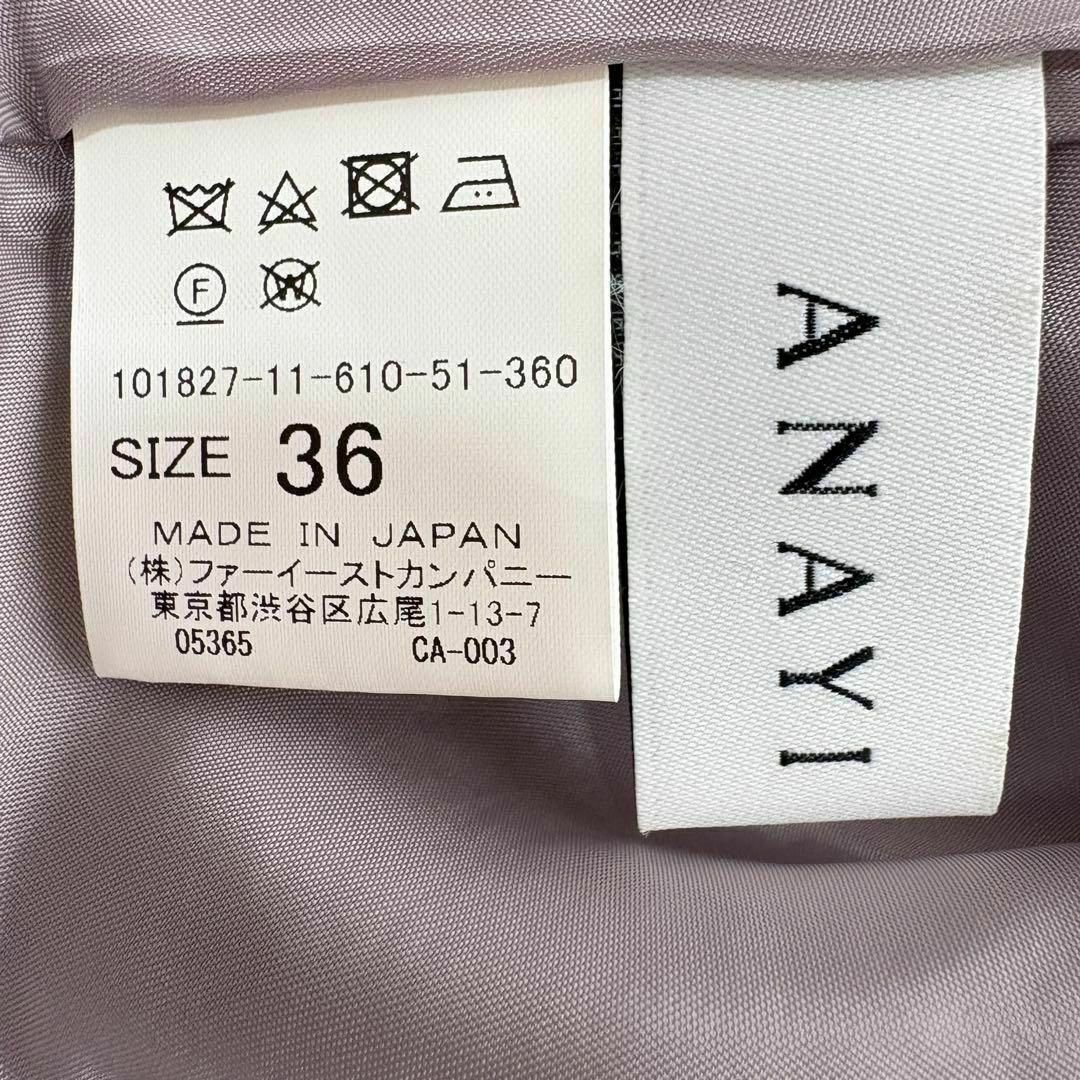 F
W
101827-11-610-51-360
SIZE 36
MADE IN JAPAN
(株)ファーイーストカンパニー
東京都渋谷区広尾1-13-7
05365 CA-003
ANAYI